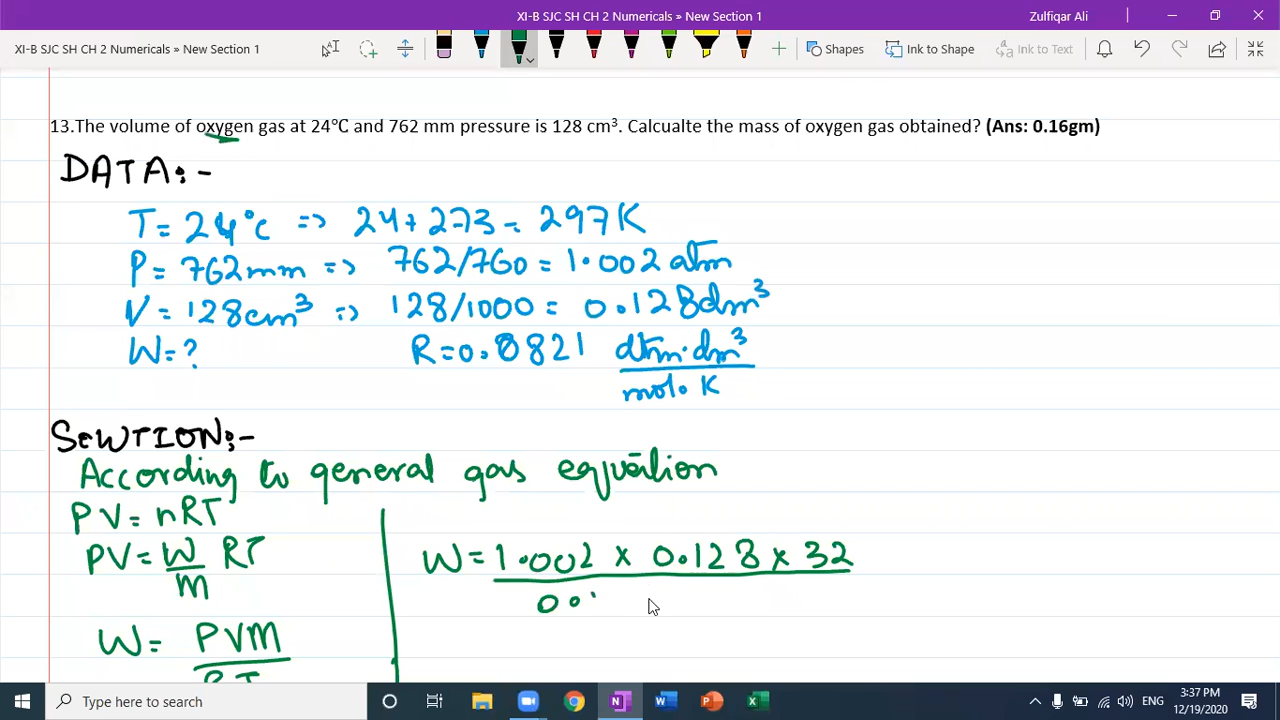 XI-B SJC SH CH 2 Numericals » New Section 1
Zulfiqar Ali
XI-B SJC SH CH 2 Numericals » New Section 1
Shapes
Ink to Shape
Ink to Text
13.The volume of oxygen gas at 24℃ and 762 mm pressure is 128 cm³. Calcualte the mass of oxygen gas obtained? (Ans: 0.16gm)
DATA:-
T= 24°C => 24+273= 297K
P= 762mm => 762/760 = 1.002 atm
V= 128cm³ => 128/1000 = 0.128dm³
W=? R=0.0821 atm.dm³
mol.K
SOLUTION:-
According to general gas equation
PV= nRT
PV= W RT W= 1.002 x 0.128 x 32
M 0.
W= PVM
RT
Type here to search
ENG
3:37 PM
12/19/2020